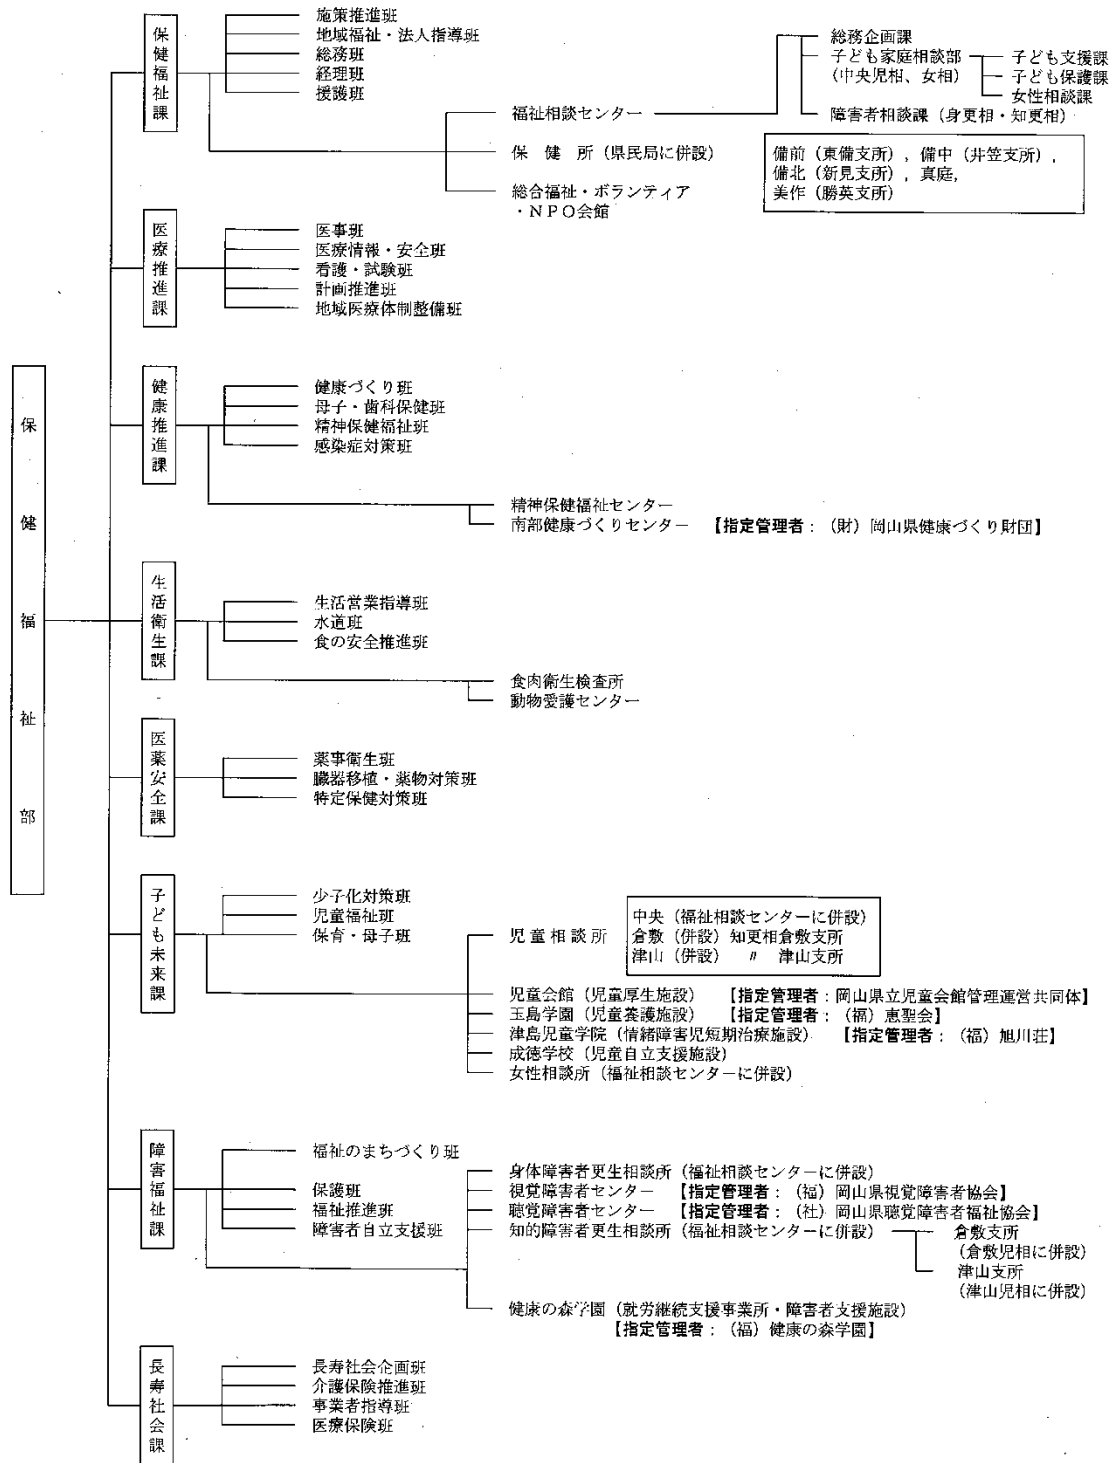 保健福祉部
保健福祉課
施策推進班
地域福祉・法人指導班
総務班
経理班
援護班
福祉相談センター
総務企画課
子ども家庭相談部
(中央児相、女相)
子ども支援課
子ども保護課
女性相談課
障害者相談課(身更相・知更相)
保 健 所(県民局に併設)
備前(東備支所),備中(井笠支所),
備北(新見支所),真庭,
美作(勝英支所)
総合福祉・ボランティア
・NPO会館
医療推進課
医事班
医療情報・安全班
看護・試験班
計画推進班
地域医療体制整備班
健康推進課
健康づくり班
母子・歯科保健班
精神保健福祉班
感染症対策班
精神保健福祉センター
南部健康づくりセンター 【指定管理者:(財)岡山県健康づくり財団】
生活衛生課
生活営業指導班
水道班
食の安全推進班
食肉衛生検査所
動物愛護センター
医薬安全課
薬事衛生班
臓器移植・薬物対策班
特定保健対策班
子ども未来課
少子化対策班
児童福祉班
保育・母子班
児童相談所
中央(福祉相談センターに併設)
倉敷(併設)知更相倉敷支所
津山(併設) 〃 津山支所
児童会館(児童厚生施設) 【指定管理者:岡山県立児童会館管理運営共同体】
玉島学園(児童養護施設) 【指定管理者:(福)恵聖会】
津島児童学院(情緒障害児短期治療施設) 【指定管理者:(福)旭川荘】
成徳学校(児童自立支援施設)
女性相談所(福祉相談センターに併設)
障害福祉課
福祉のまちづくり班
保護班
福祉推進班
障害者自立支援班
身体障害者更生相談所(福祉相談センターに併設)
視覚障害者センター 【指定管理者:(福)岡山県視覚障害者協会】
聴覚障害者センター 【指定管理者:(社)岡山県聴覚障害者福祉協会】
知的障害者更生相談所(福祉相談センターに併設)
倉敷支所
(倉敷児相に併設)
津山支所
(津山児相に併設)
健康の森学園(就労継続支援事業所・障害者支援施設)
【指定管理者:(福)健康の森学園】
長寿社会課
長寿社会企画班
介護保険推進班
事業者指導班
医療保険班